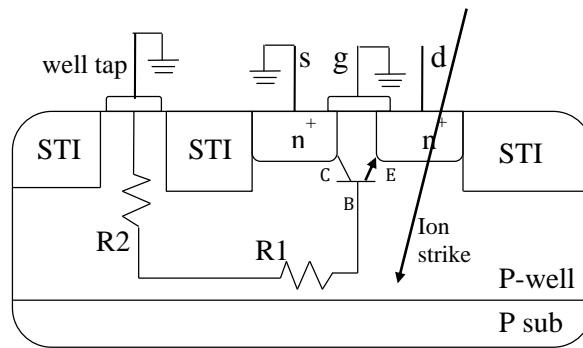 well tap
s
g
d
STI
STI
n+
n+
STI
C
E
B
R2
R1
Ion
strike
P-well
P sub